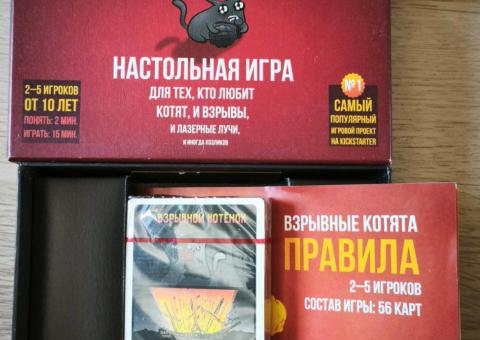 НАСТОЛЬНАЯ ИГРА
ДЛЯ ТЕХ, КТО ЛЮБИТ
КОТЯТ, И ВЗРЫВЫ,
И ЛАЗЕРНЫЕ ЛУЧИ,
И ИНОГДА КОЗЛИКОВ
2–5 ИГРОКОВ
ОТ 10 ЛЕТ
ПОНЯТЬ: 2 МИН.
ИГРАТЬ: 15 МИН.
№1
САМЫЙ
ПОПУЛЯРНЫЙ
ИГРОВОЙ ПРОЕКТ
НА KICKSTARTER
ВЗРЫВНОЙ КОТЁНОК
ВЗРЫВНЫЕ КОТЯТА
ПРАВИЛА
2–5 ИГРОКОВ
СОСТАВ ИГРЫ: 56 КАРТ